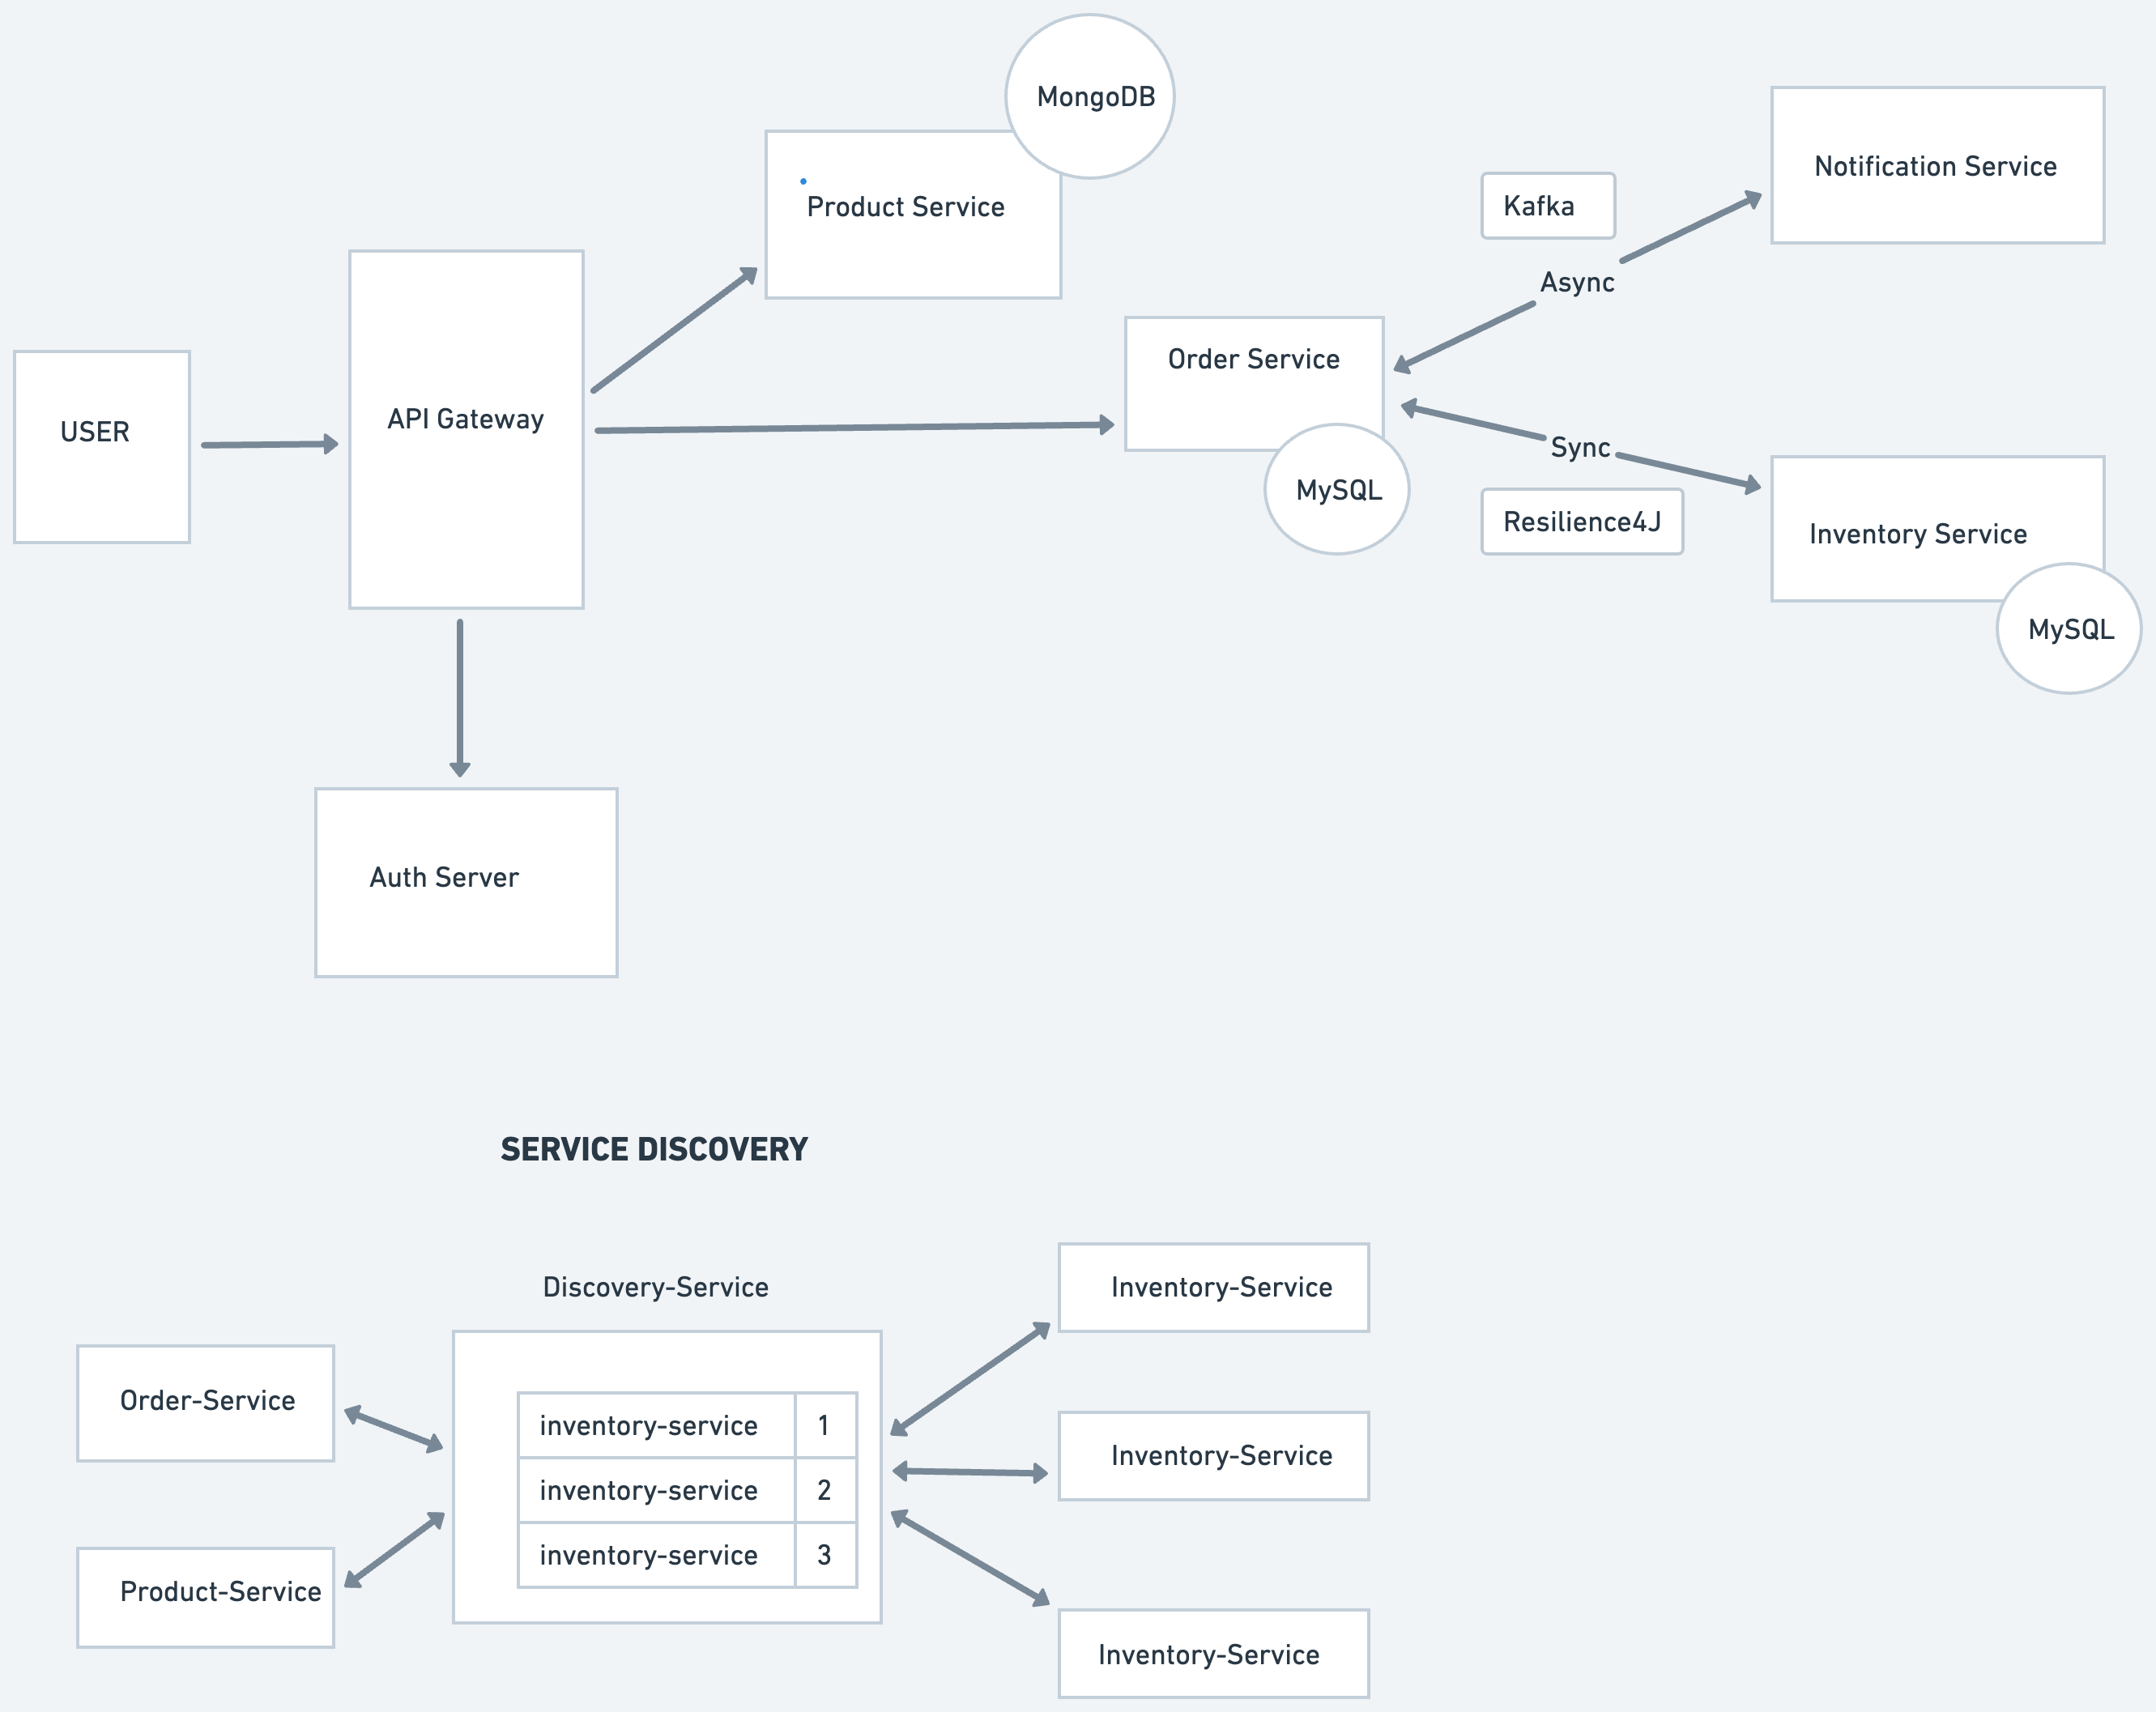 MongoDB
Product Service
Notification Service
Kafka
Async
Order Service
API Gateway
USER
Sync
MySQL
Resilience4J
Inventory Service
MySQL
Auth Server
SERVICE DISCOVERY
Discovery-Service
Order-Service
Product-Service
inventory-service 1
inventory-service 2
inventory-service 3
Inventory-Service
Inventory-Service
Inventory-Service